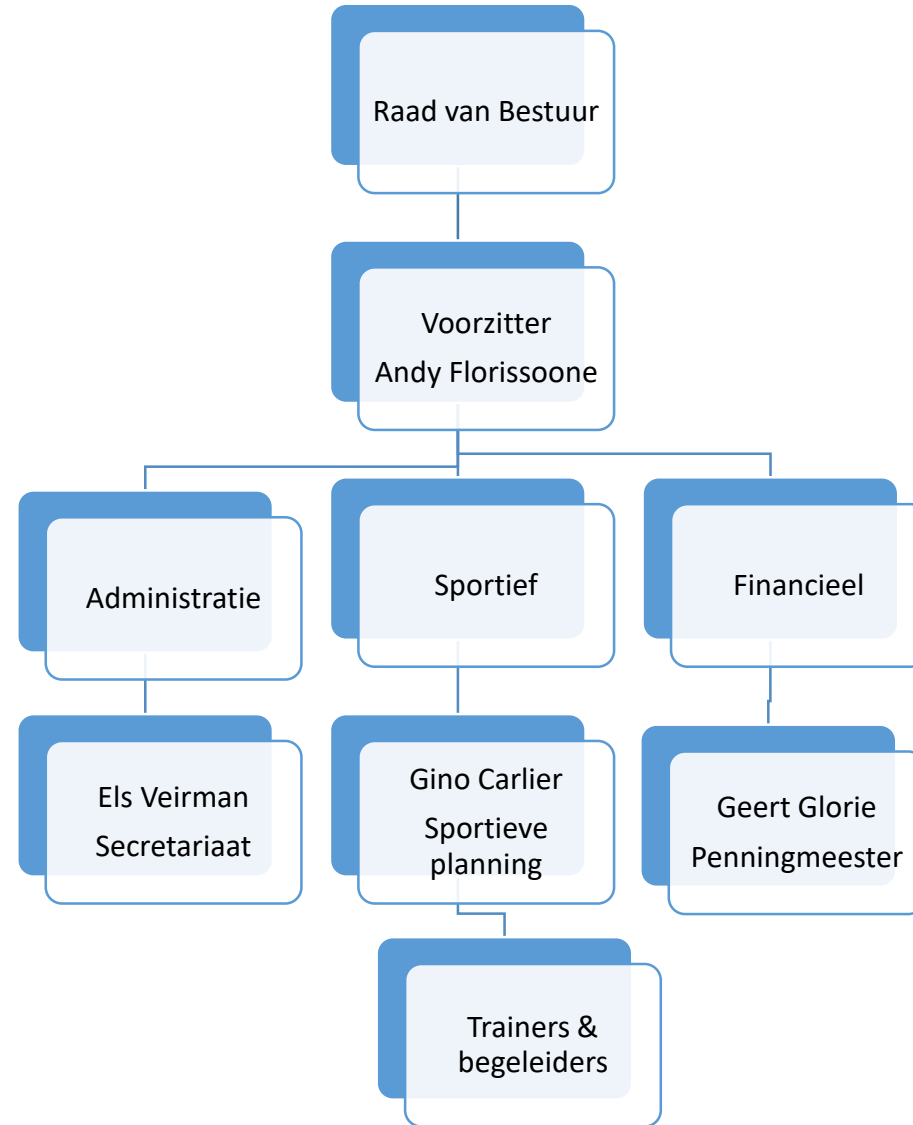 Raad van Bestuur
Voorzitter
Andy Florissoone
Administratie
Sportief
Financieel
Els Veirman
Secretariaat
Gino Carlier
Sportieve
planning
Geert Glorie
Penningmeester
Trainers &
begeleiders